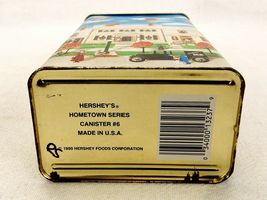 HERSHEY'S®
HOMETOWN SERIES
CANISTER #6
MADE IN U.S.A.
© 1990 HERSHEY FOODS CORPORATION